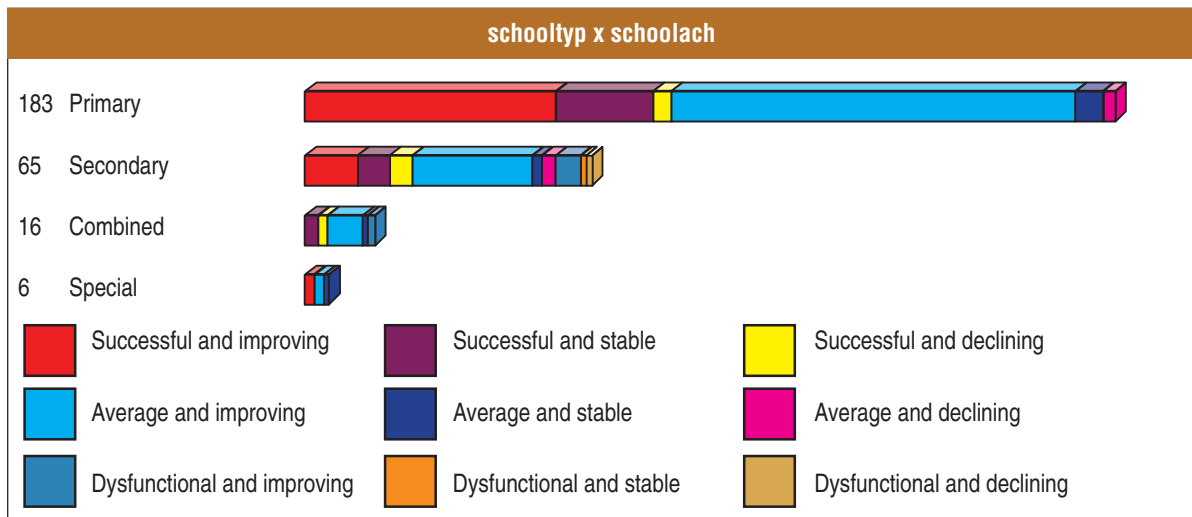 schooltyp x schoolach
183 Primary
65 Secondary
16 Combined
6 Special
Successful and improving Successful and stable Successful and declining
Average and improving Average and stable Average and declining
Dysfunctional and improving Dysfunctional and stable Dysfunctional and declining